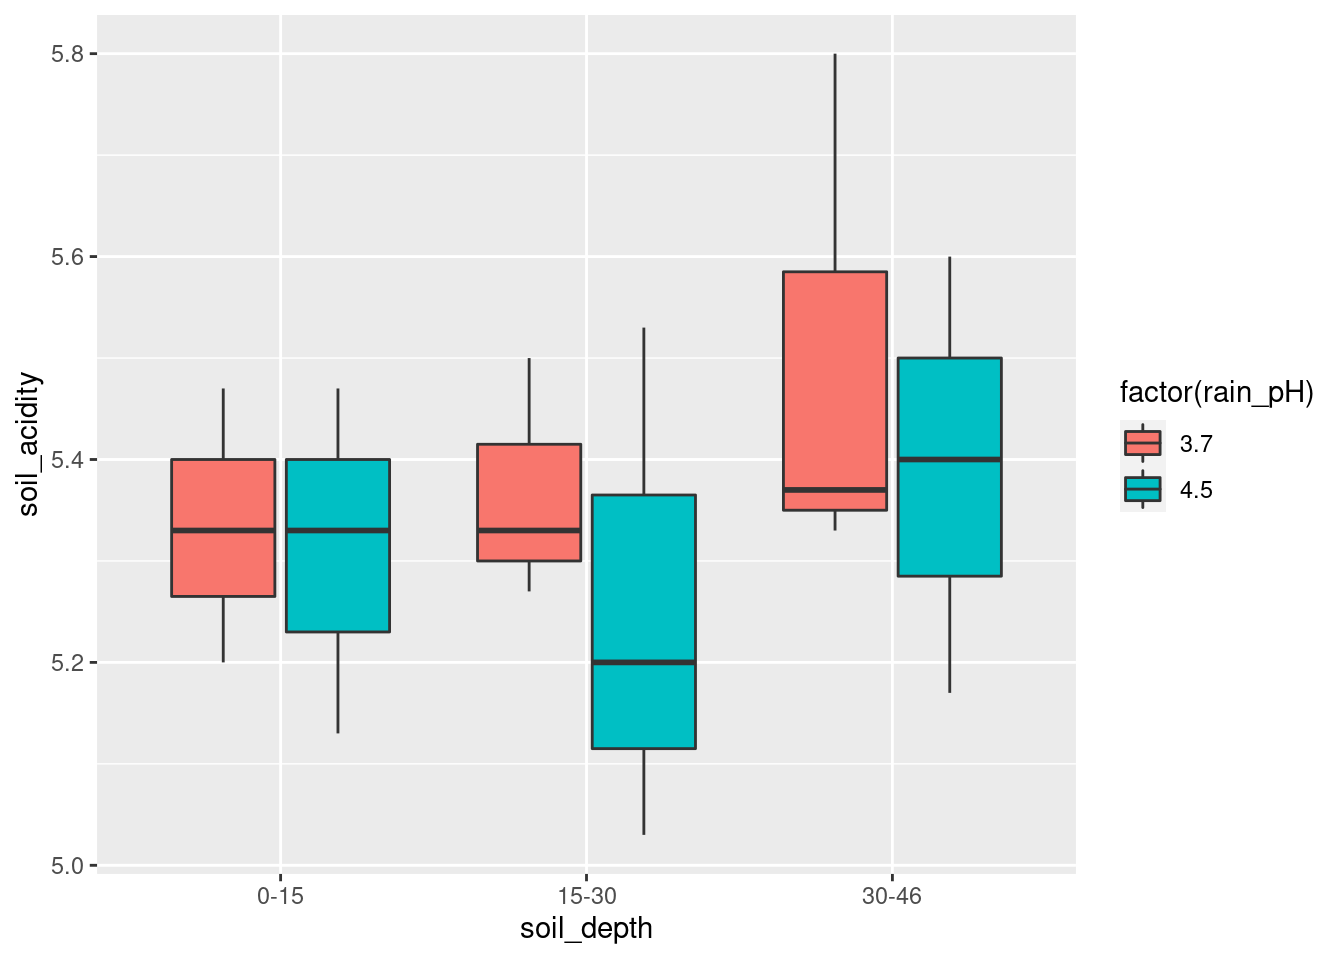 5.8
5.6
5.4
5.2
5.0
soil_acidity
0-15 15-30 30-46
soil_depth
factor(rain_pH)
3.7
4.5